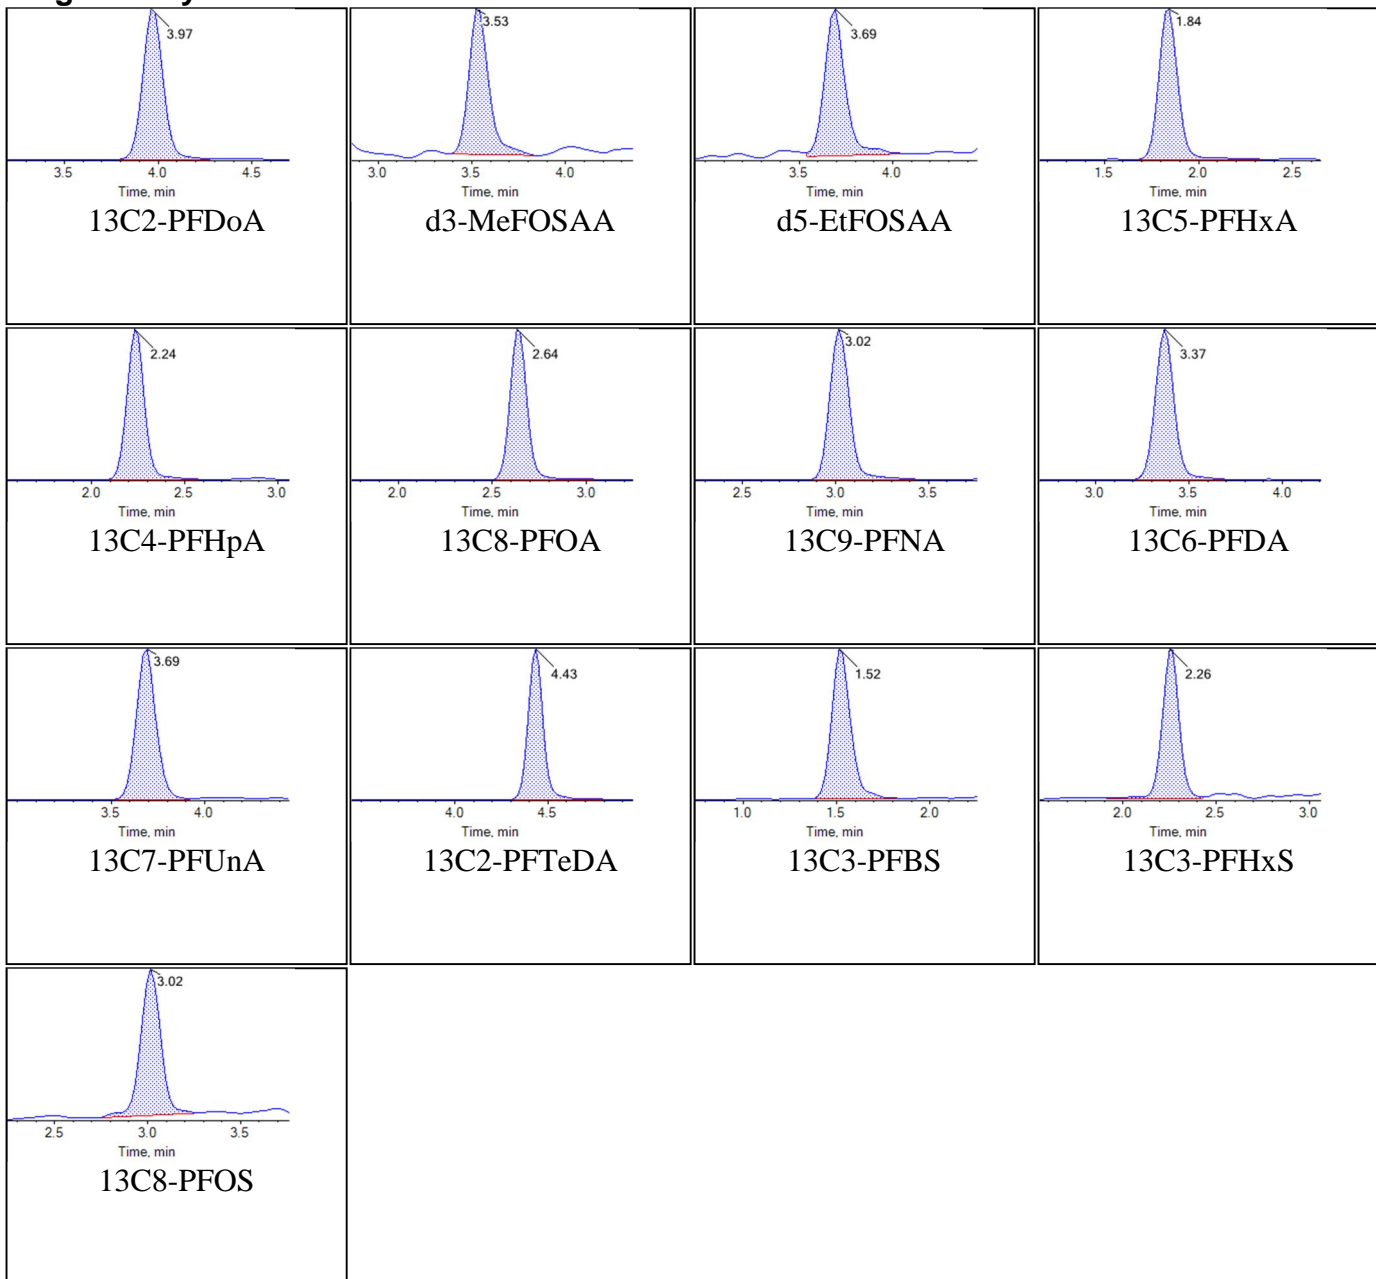 3.97
3.5 4.0 4.5
Time, min
13C2-PFDoA
3.53
3.0 3.5 4.0
Time, min
d3-MeFOSAA
3.69
3.5 4.0
Time, min
d5-EtFOSAA
1.84
1.5 2.0 2.5
Time, min
13C5-PFHxA
2.24
2.0 2.5 3.0
Time, min
13C4-PFHpA
2.64
2.0 2.5 3.0
Time, min
13C8-PFOA
3.02
2.5 3.0 3.5
Time, min
13C9-PFNA
3.37
3.0 3.5 4.0
Time, min
13C6-PFDA
3.69
3.5 4.0
Time, min
13C7-PFUnA
4.43
4.0 4.5
Time, min
13C2-PFTeDA
1.52
1.0 1.5 2.0
Time, min
13C3-PFBS
2.26
2.0 2.5 3.0
Time, min
13C3-PFHxS
3.02
2.5 3.0 3.5
Time, min
13C8-PFOS